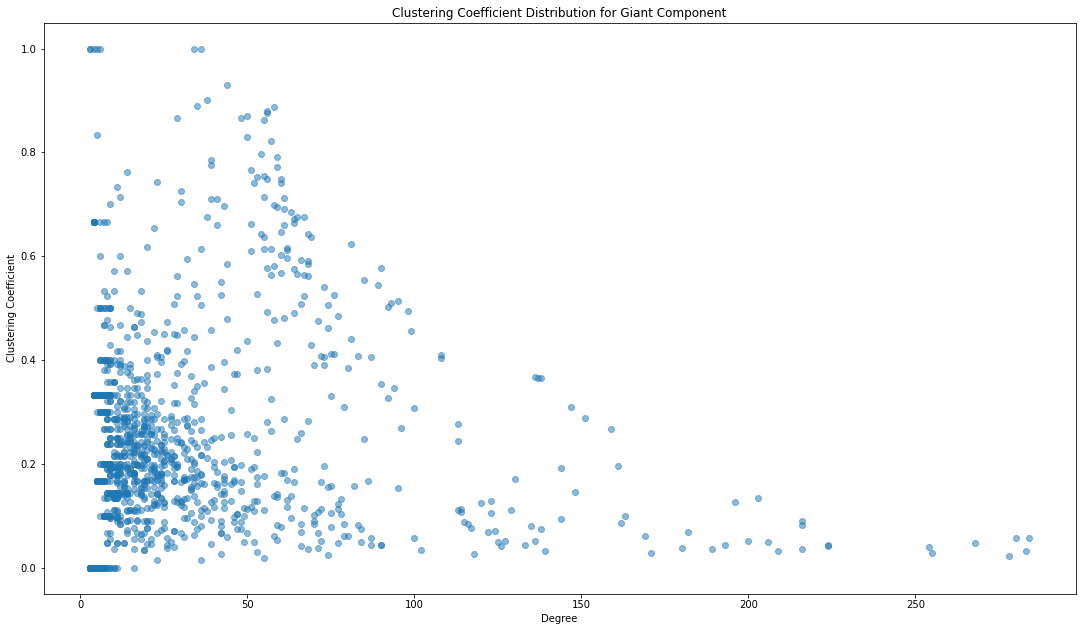 Clustering Coefficient Distribution for Giant Component
1.0
0.8
0.6
0.4
0.2
0.0
Clustering Coefficient
0 50 100 150 200 250
Degree